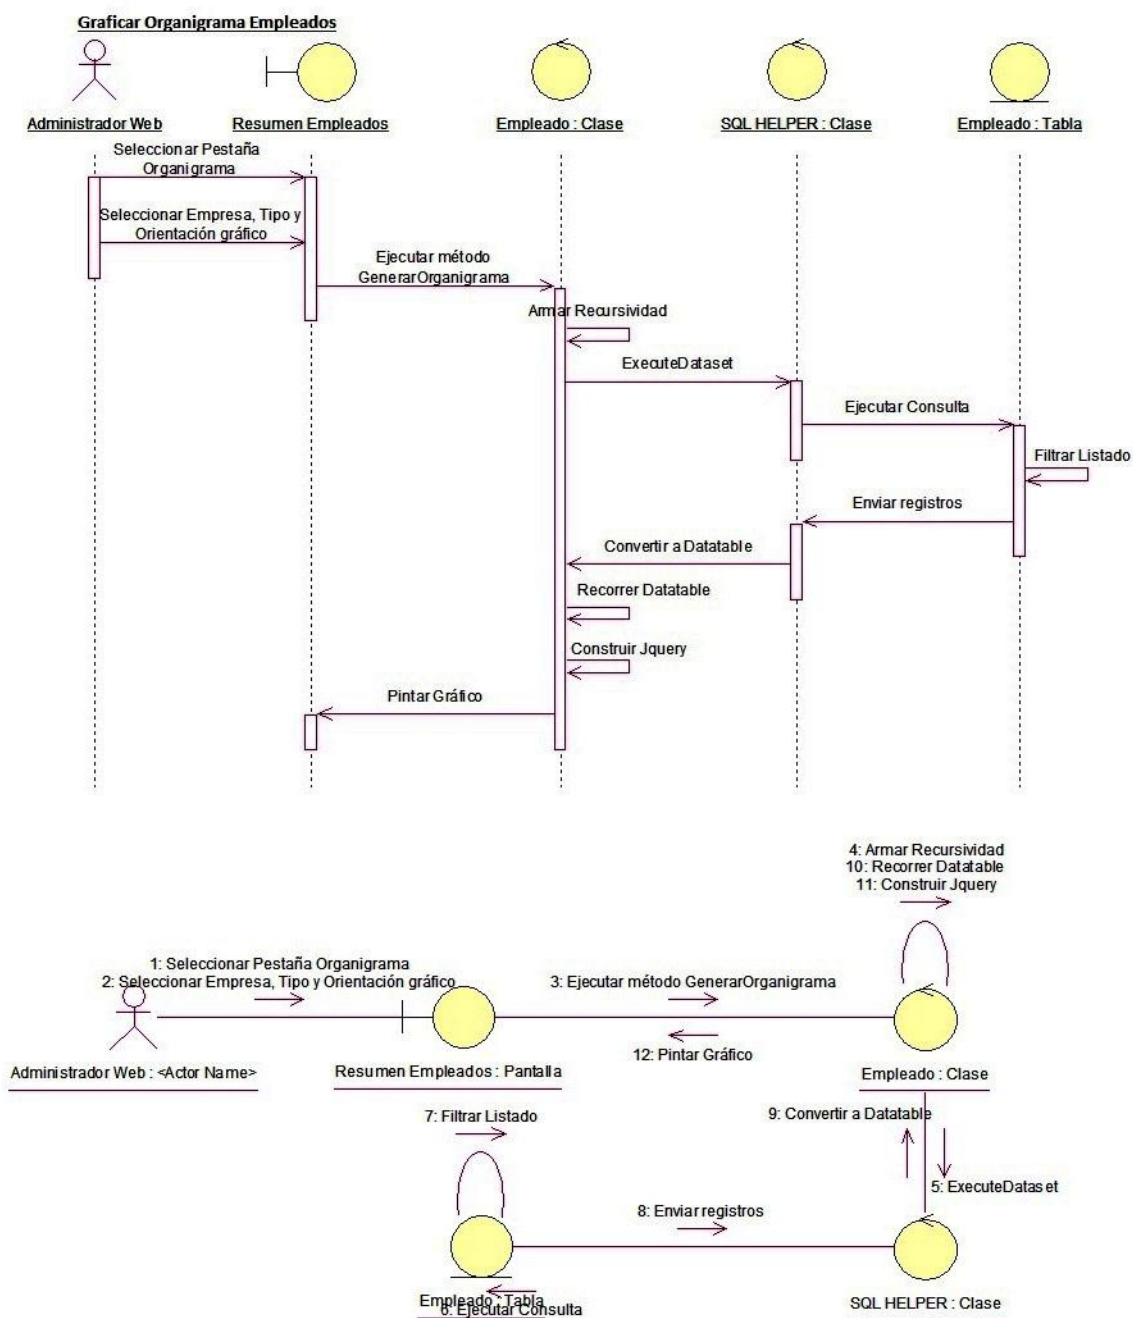 Graficar Organigrama Empleados
Administrador Web
Resumen Empleados
Empleado : Clase
SQL HELPER : Clase
Empleado : Tabla
Seleccionar Pestaña
Organigrama
Seleccionar Empresa, Tipo y
Orientación gráfico
Ejecutar método
GenerarOrganigrama
Armar Recursividad
ExecuteDataset
Ejecutar Consulta
Filtrar Listado
Enviar registros
Convertir a Datatable
Recorrer Datatable
Construir Jquery
Pintar Gráfico
4: Armar Recursividad
10: Recorrer Datatable
11: Construir Jquery
1: Seleccionar Pestaña Organigrama
2: Seleccionar Empresa, Tipo y Orientación gráfico
3: Ejecutar método GenerarOrganigrama
12: Pintar Gráfico
Administrador Web : <Actor Name>
Resumen Empleados : Pantalla
Empleado : Clase
7: Filtrar Listado
9: Convertir a Datatable
5: ExecuteDataset
8: Enviar registros
Empleado : Tabla
6: Ejecutar Consulta
SQL HELPER : Clase